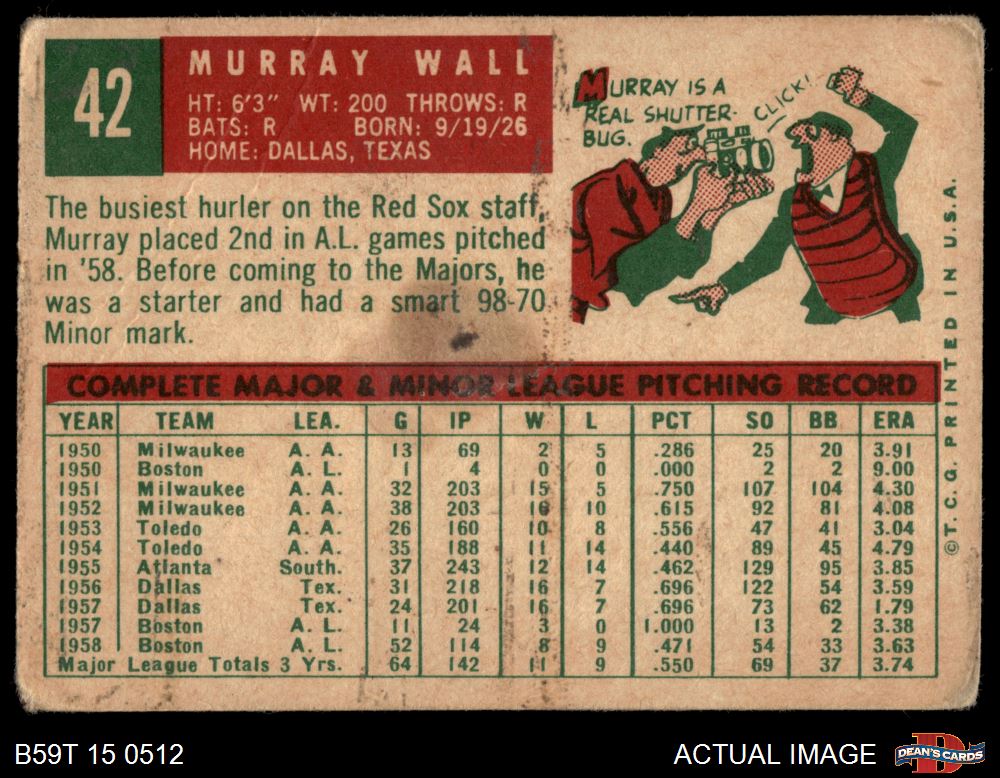 42
MURRAY WALL
HT: 6'3" WT: 200 THROWS: R
BATS: R BORN: 9/19/26
HOME: DALLAS, TEXAS
MURRAY IS A
REAL SHUTTER-
BUG.
CLICK!
The busiest hurler on the Red Sox staff,
Murray placed 2nd in A.L. games pitched
in '58. Before coming to the Majors, he
was a starter and had a smart 98-70
Minor mark.
COMPLETE MAJOR & MINOR LEAGUE PITCHING RECORD
YEAR TEAM LEA. G IP W L PCT SO BB ERA
1950 Milwaukee A. A. 13 69 2 5 .286 25 20 3.91
1950 Boston A. L. 1 4 0 0 .000 2 2 9.00
1951 Milwaukee A. A. 32 203 15 5 .750 107 104 4.30
1952 Milwaukee A. A. 38 203 16 10 .615 92 81 4.08
1953 Toledo A. A. 26 160 10 8 .556 47 41 3.04
1954 Toledo A. A. 35 188 11 14 .440 89 45 4.79
1955 Atlanta South. 37 243 12 14 .462 129 95 3.85
1956 Dallas Tex. 31 218 16 7 .696 122 54 3.59
1957 Dallas Tex. 24 201 16 7 .696 73 62 1.79
1957 Boston A. L. 11 24 3 0 1.000 13 2 3.38
1958 Boston A. L. 52 114 8 9 .471 54 33 3.63
Major League Totals 3 Yrs. 64 142 11 9 .550 69 37 3.74
©T.C.G. PRINTED IN U.S.A.
B59T 15 0512
ACTUAL IMAGE
DEAN'S CARDS